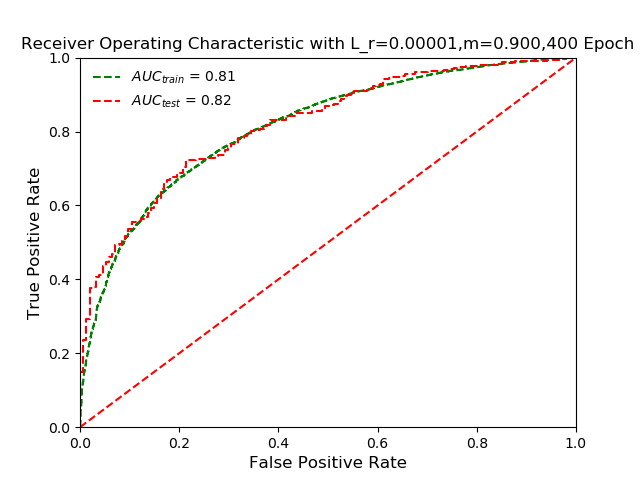 Receiver Operating Characteristic with L_r=0.00001,m=0.900,400 Epoch
AUC_train = 0.81
AUC_test = 0.82
True Positive Rate
1.0
0.8
0.6
0.4
0.2
0.0
0.0 0.2 0.4 0.6 0.8 1.0
False Positive Rate